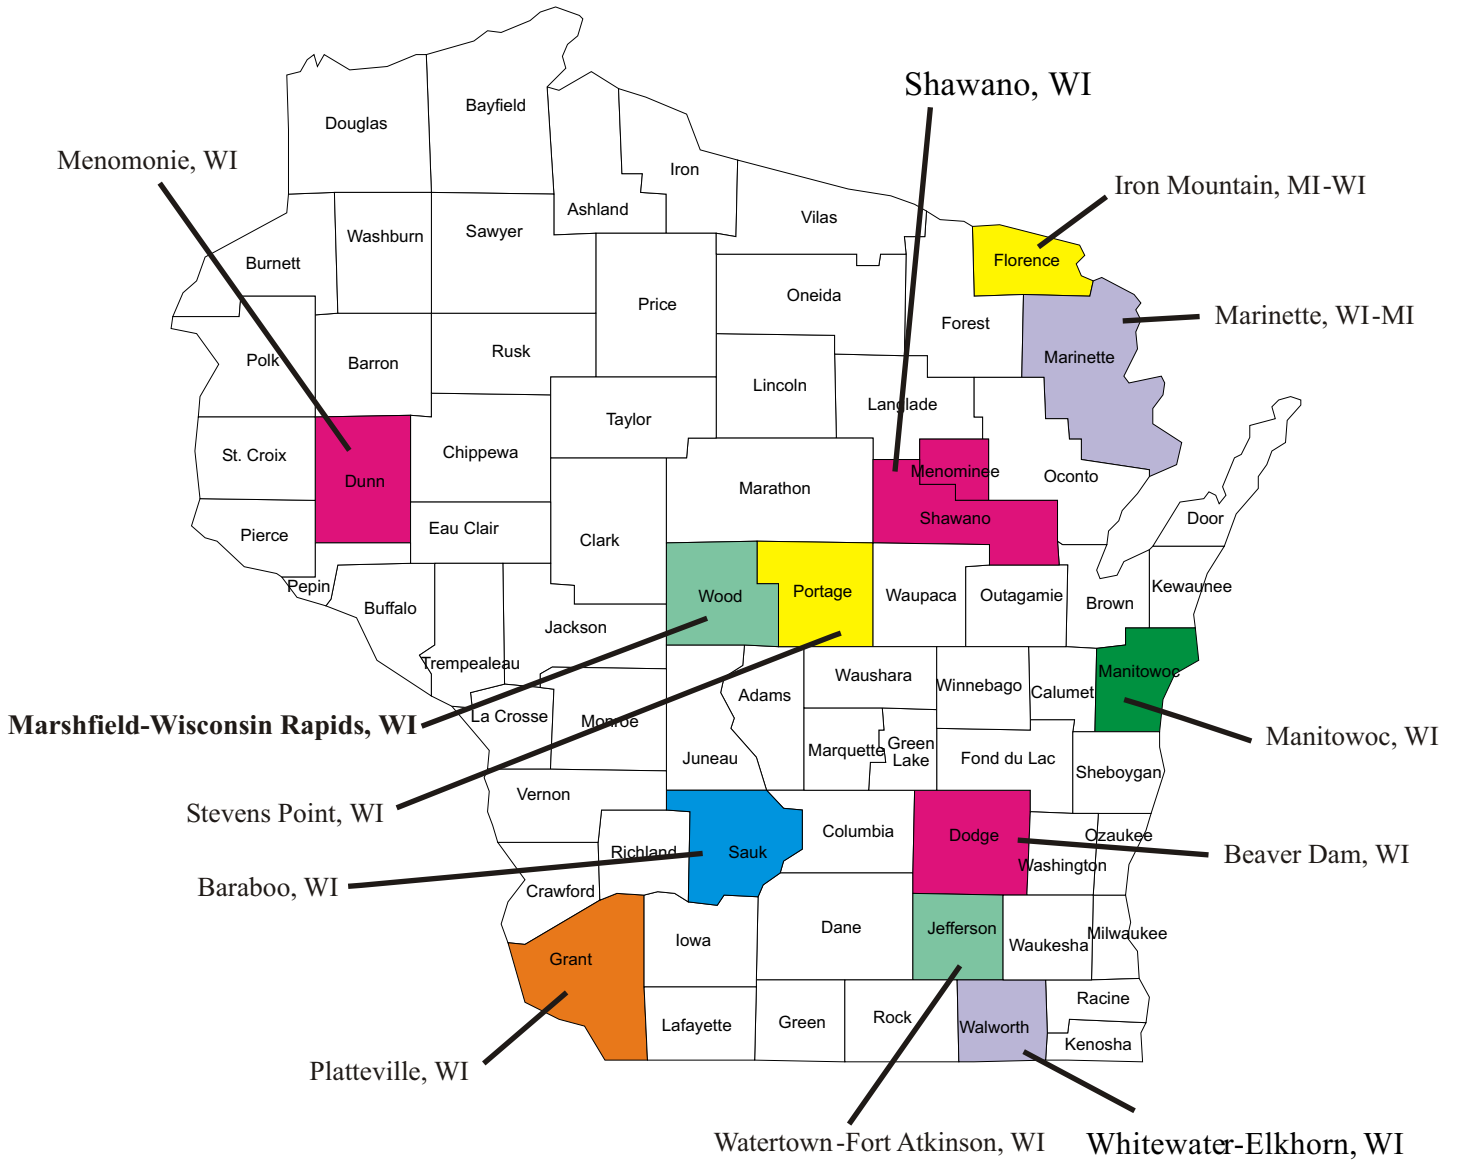 Shawano, WI
Bayfield
Douglas
Menomonie, WI
Iron
Iron Mountain, MI-WI
Ashland
Vilas
Washburn
Sawyer
Burnett
Florence
Oneida
Price
Marinette, WI-MI
Forest
Rusk
Marinette
Polk
Barron
Lincoln
Langlade
Taylor
St. Croix
Chippewa
Menominee
Oconto
Dunn
Marathon
Shawano
Door
Eau Clair
Pierce
Clark
Pepin
Kewaunee
Portage
Wood
Waupaca
Outagamie
Brown
Buffalo
Jackson
Trempealeau
Manitowoc
Waushara
Winnebago
Calumet
Adams
La Crosse
Monroe
Marshfield-Wisconsin Rapids, WI
Manitowoc, WI
Marquette
Green
Lake
Juneau
Fond du Lac
Sheboygan
Vernon
Stevens Point, WI
Columbia
Dodge
Ozaukee
Richland
Sauk
Beaver Dam, WI
Washington
Baraboo, WI
Crawford
Dane
Jefferson
Milwaukee
Iowa
Waukesha
Grant
Racine
Lafayette
Green
Rock
Walworth
Kenosha
Platteville, WI
Watertown-Fort Atkinson, WI
Whitewater-Elkhorn, WI